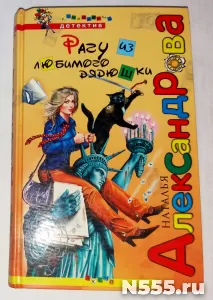 детектив
Рагу из
любимого дядюшки
Наталья
Александрова
N555.ru